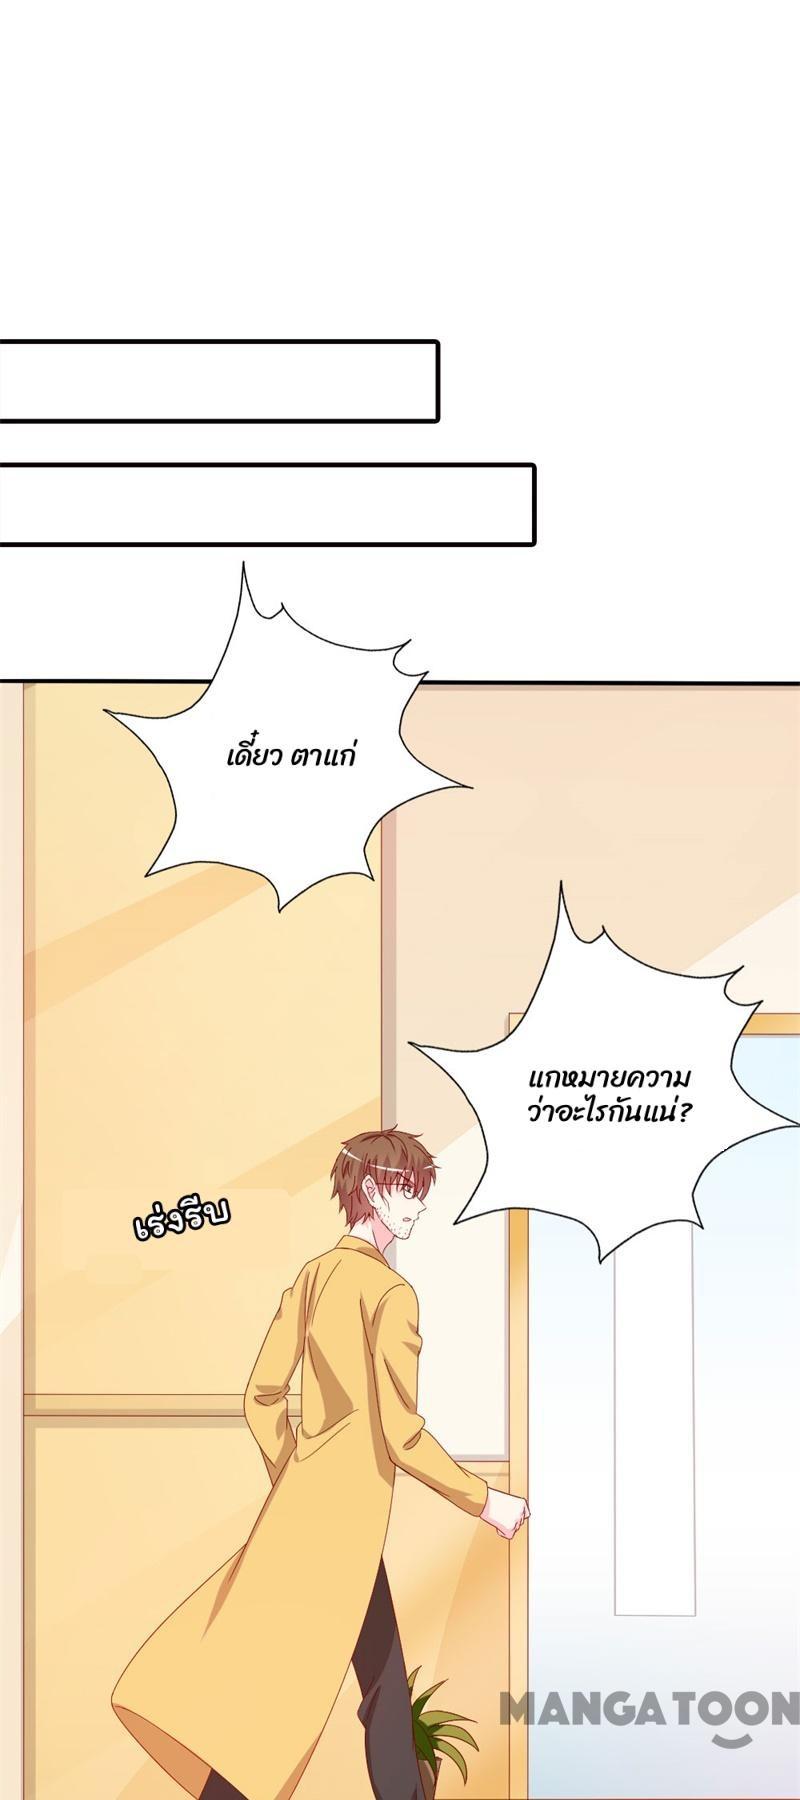 เดี๋ยว ตาแก่
แกหมายความ
ว่าอะไรกันแน่?
เร่งรีบ
MANGATOON